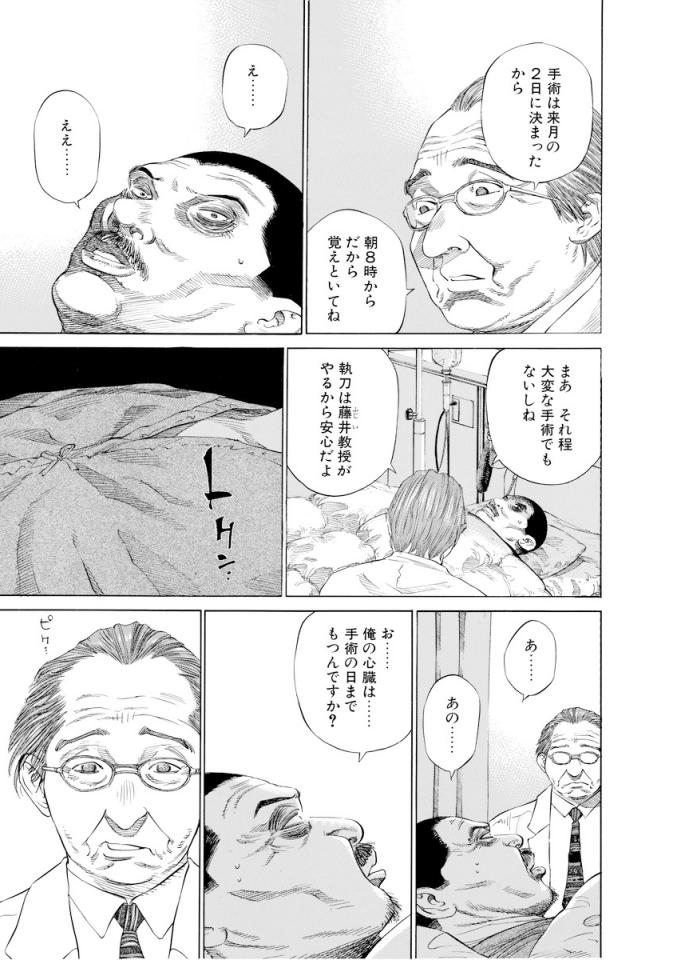 手術は来月の
２日に決まった
から
朝８時から
だから
覚えといてね
え……
ええ……
まあ それ程
大変な手術でも
ないしね
執刀は藤井教授が
ふじい
やるから安心だよ
トクン
あ……
あの……
お……
俺の心臓は……
手術の日まで
もつんですか？
ピク